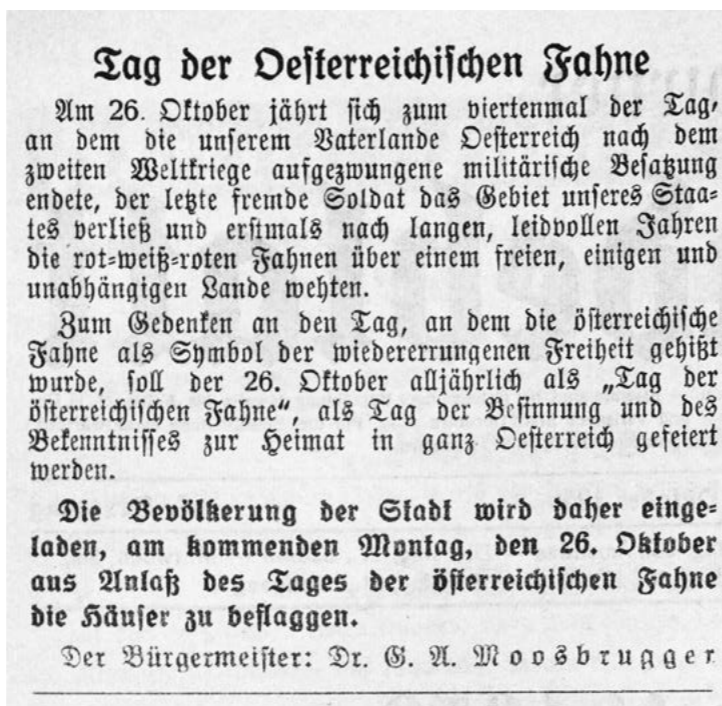 Tag der Oesterreichischen Fahne
Am 26. Oktober jährt sich zum viertenmal der Tag,
an dem die unserem Vaterlande Oesterreich nach dem
zweiten Weltkriege aufgezwungene militärische Besatzung
endete, der letzte fremde Soldat das Gebiet unseres Staa-
tes verließ und erstmals nach langen, leidvollen Jahren
die rot-weiß-roten Fahnen über einem freien, einigen und
unabhängigen Lande wehten.
Zum Gedenken an den Tag, an dem die österreichische
Fahne als Symbol der wiedererrungenen Freiheit gehißt
wurde, soll der 26. Oktober alljährlich als „Tag der
österreichischen Fahne“, als Tag der Besinnung und des
Bekenntnisses zur Heimat in ganz Oesterreich gefeiert
werden.
Die Bevölkerung der Stadt wird daher einge-
laden, am kommenden Montag, den 26. Oktober
aus Anlaß des Tages der österreichischen Fahne
die Häuser zu beflaggen.
Der Bürgermeister: Dr. G. A. Moosbrugger